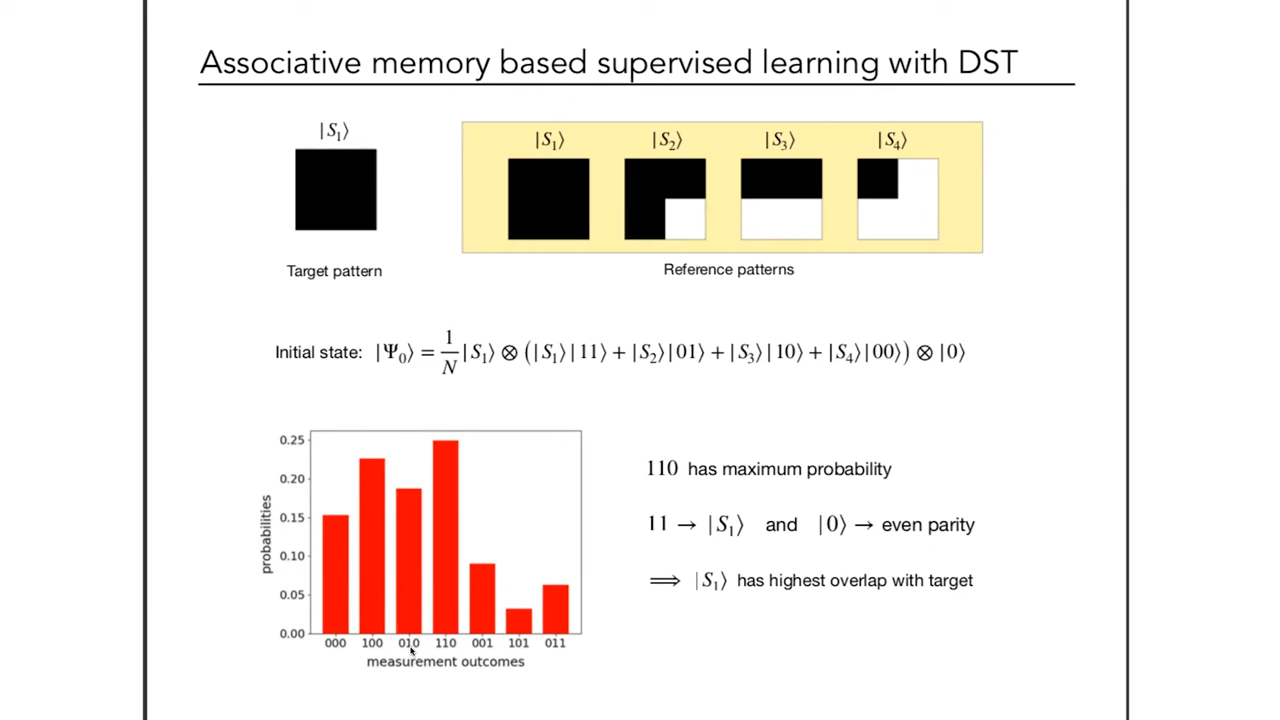 Associative memory based supervised learning with DST
|S₁⟩
|S₁⟩ |S₂⟩ |S₃⟩ |S₄⟩
Target pattern
Reference patterns
Initial state: |Ψ₀⟩ = 1/N |S₁⟩ ⊗ (|S₁⟩|11⟩ + |S₂⟩|01⟩ + |S₃⟩|10⟩ + |S₄⟩|00⟩) ⊗ |0⟩
0.25
0.20
0.15
0.10
0.05
0.00
probabilities
000 100 010 110 001 101 011
measurement outcomes
110 has maximum probability
11 → |S₁⟩ and |0⟩ → even parity
⟹ |S₁⟩ has highest overlap with target